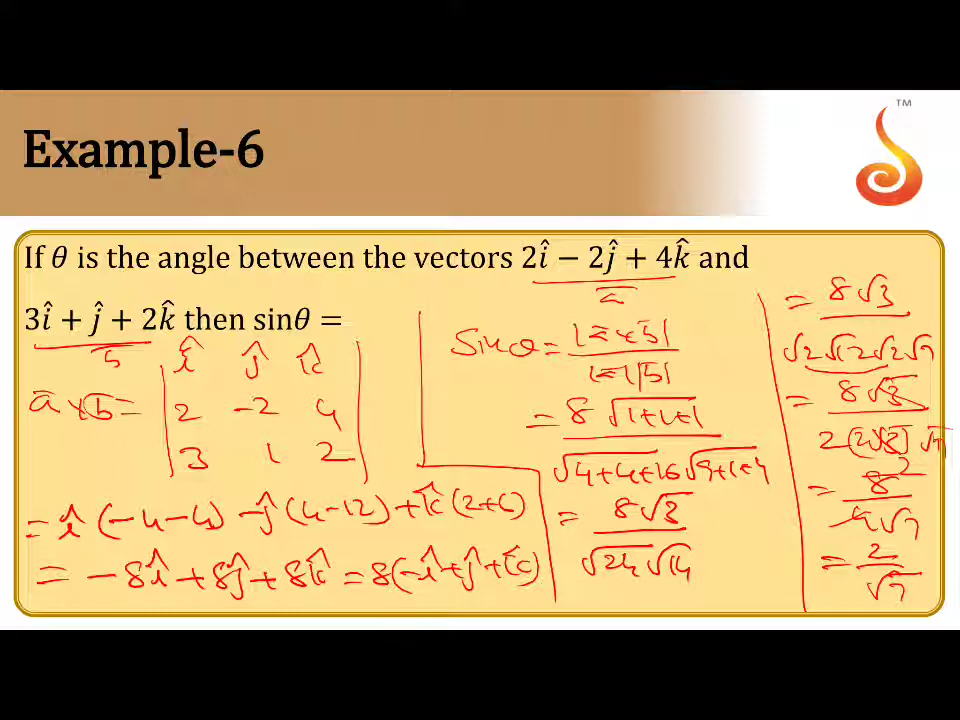 TM
Example-6
If θ is the angle between the vectors 2î − 2ĵ + 4k̂ and
a̅
3î + ĵ + 2k̂ then sinθ =
b̅
a̅ × b̅ = | î ĵ k̂ |
| 2 -2 4 |
| 3 1 2 |
= î (-4-4) -ĵ (4-12) + k̂ (2+6)
= -8î + 8ĵ + 8k̂ = 8(-î + ĵ + k̂)
Sinθ = |a̅×b̅| / |a̅||b̅|
= 8√1+1+1 / √4+4+16 √9+1+4
= 8√3 / √24 √14
= 8√3 / √2 √12 √2 √7
= 8√3 / 2(2√3) √7
= 8 2 / 4√7
= 2 / √7